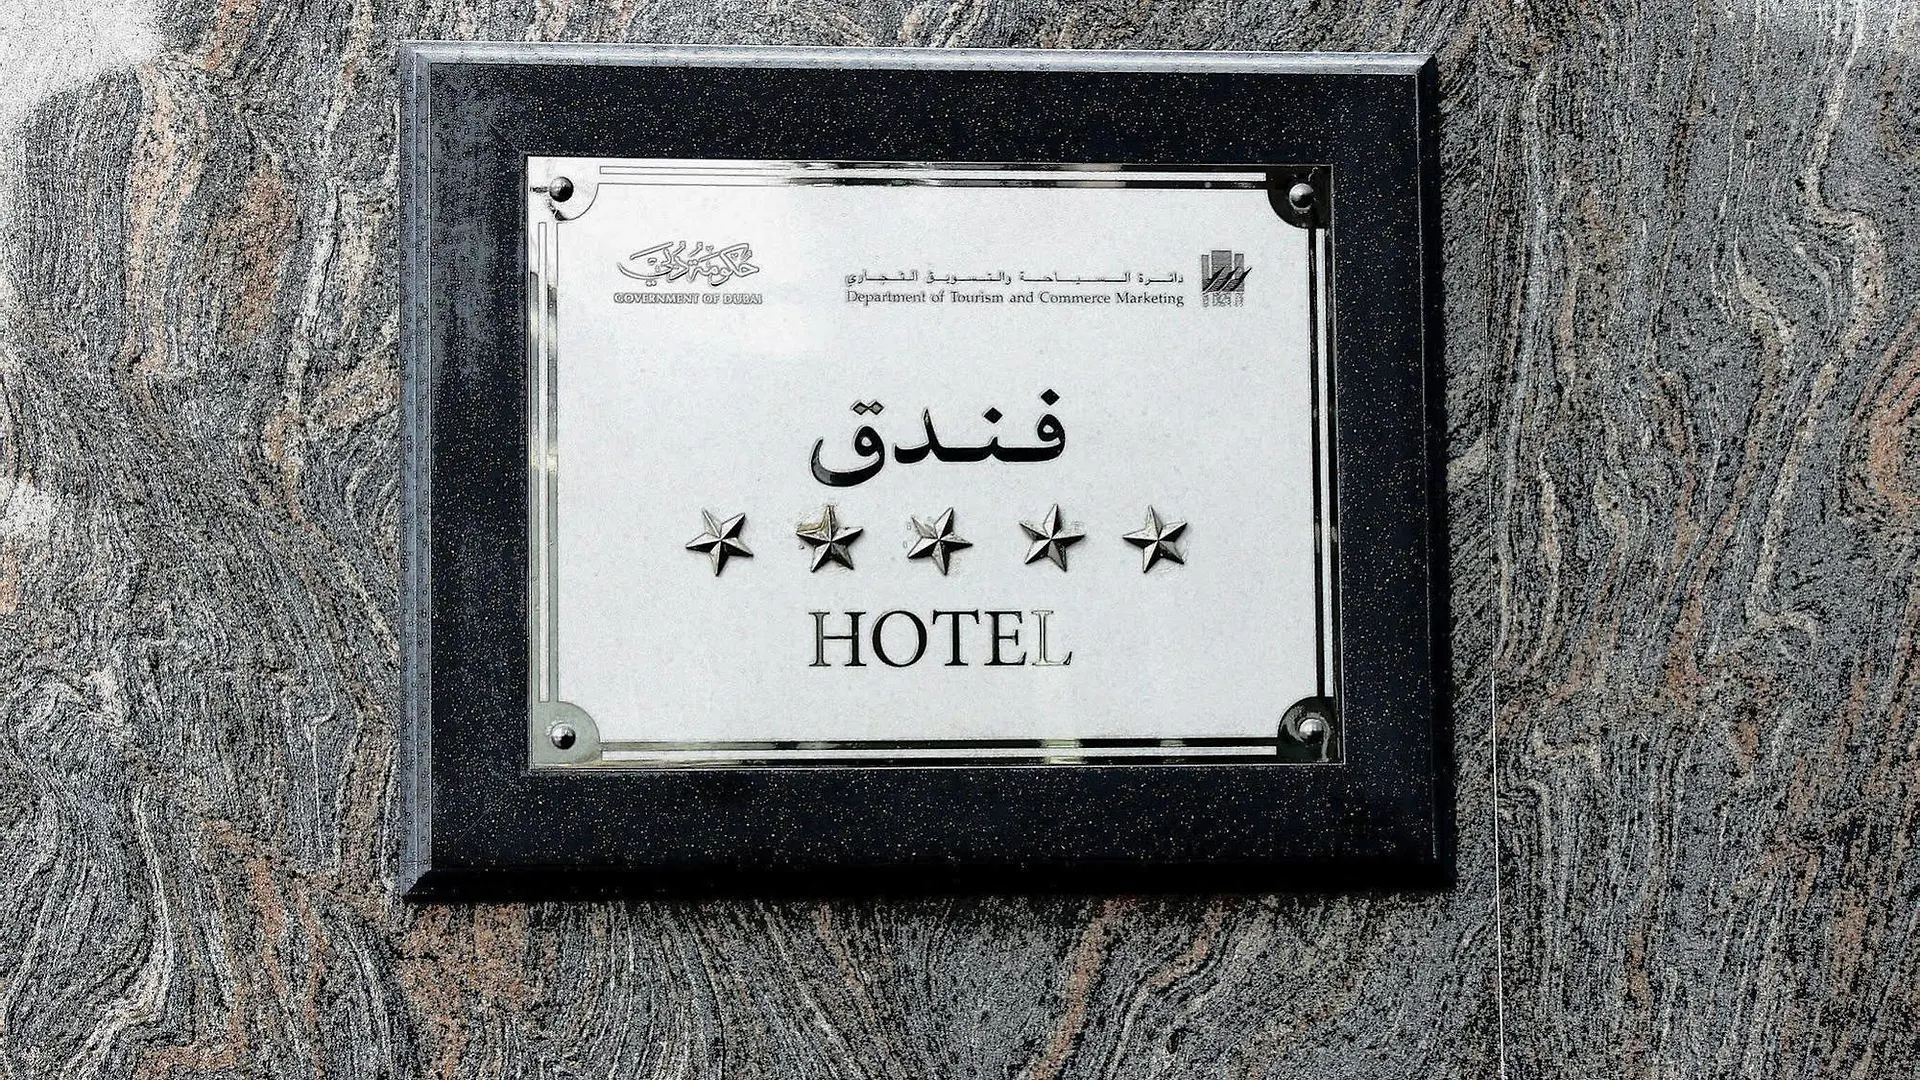 حكومة دبي
GOVERNMENT OF DUBAI
دائرة السياحة والتسويق التجاري
Department of Tourism and Commerce Marketing
فندق
HOTEL